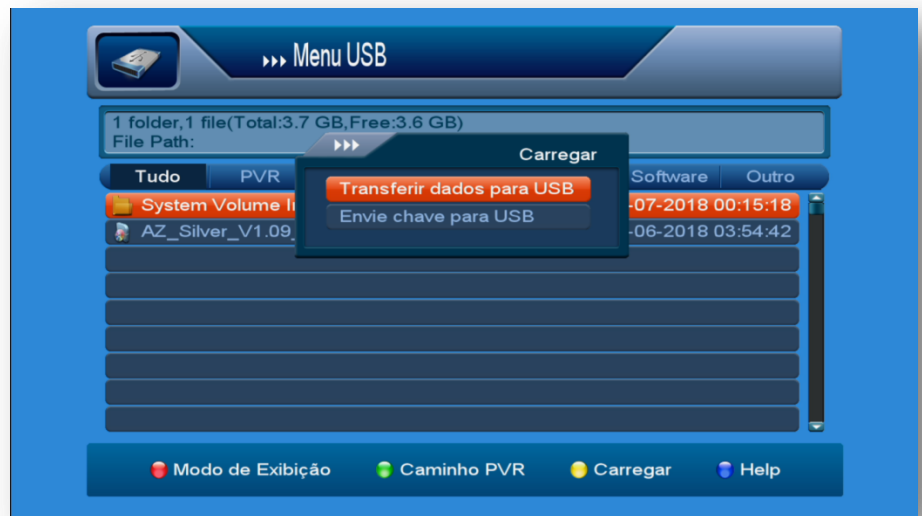 Menu USB
1 folder,1 file(Total:3.7 GB,Free:3.6 GB)
File Path:
Carregar
Tudo PVR Software Outro
Transferir dados para USB
System Volume -07-2018 00:15:18
Envie chave para USB
AZ_Silver_V1.09 -06-2018 03:54:42
Modo de Exibição Caminho PVR Carregar Help